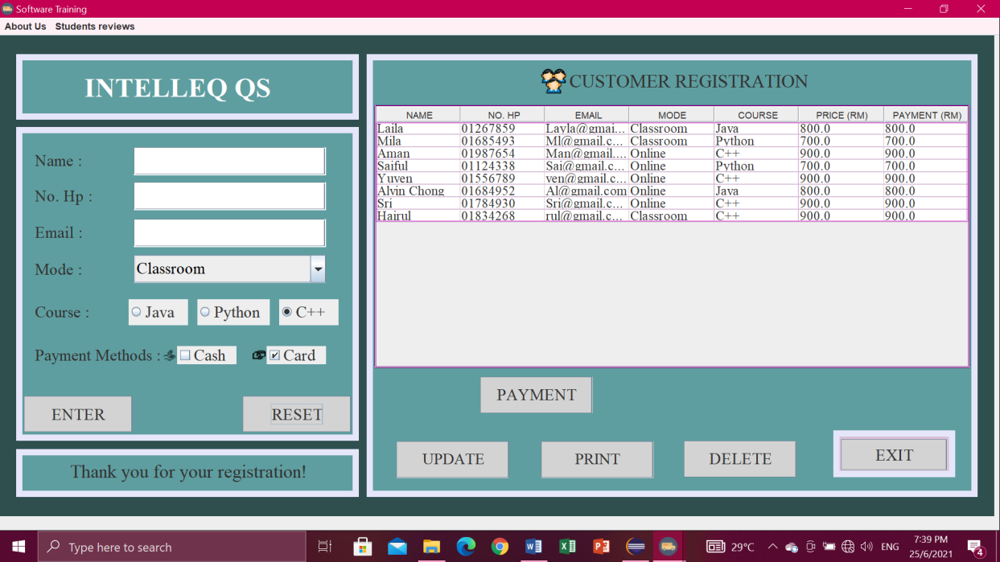 Software Training
About Us Students reviews
INTELLEQ QS
Name :
No. Hp :
Email :
Mode : Classroom
Course : Java Python C++
Payment Methods : Cash Card
ENTER RESET
Thank you for your registration!
CUSTOMER REGISTRATION
NAME NO. HP EMAIL MODE COURSE PRICE (RM) PAYMENT (RM)
Laila 01267859 Layla@gmai... Classroom Java 800.0 800.0
Mila 01685493 Ml@gmail.c... Classroom Python 700.0 700.0
Aman 01987654 Man@gmail.... Online C++ 900.0 900.0
Saiful 01124338 Sai@gmail.c... Online Python 700.0 700.0
Yuven 01556789 ven@gmail.c... Online C++ 900.0 900.0
Alvin Chong 01684952 Al@gmail.com Online Java 800.0 800.0
Sri 01784930 Sri@gmail.c... Online C++ 900.0 900.0
Hairul 01834268 rul@gmail.c... Classroom C++ 900.0 900.0
PAYMENT
UPDATE PRINT DELETE EXIT
Type here to search
29°C
ENG
7:39 PM
25/6/2021
4